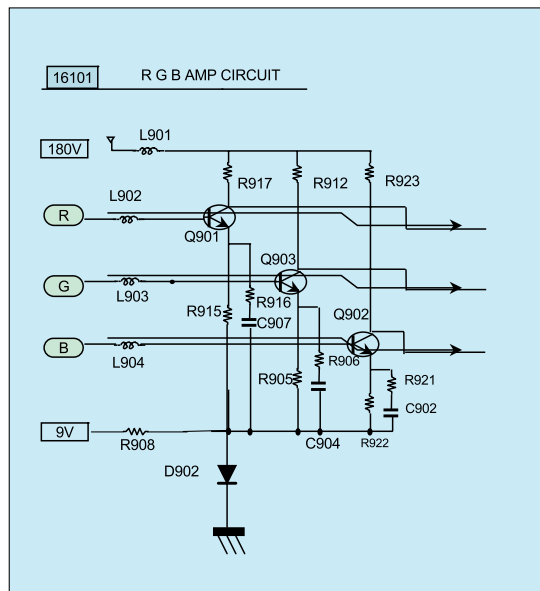 16101 R G B AMP CIRCUIT
L901
180V
R917 R912 R923
L902
R
Q901
Q903
G
L903
R916
R915
C907
Q902
B
L904
R906
R905
R921
C902
9V
R908
C904
R922
D902